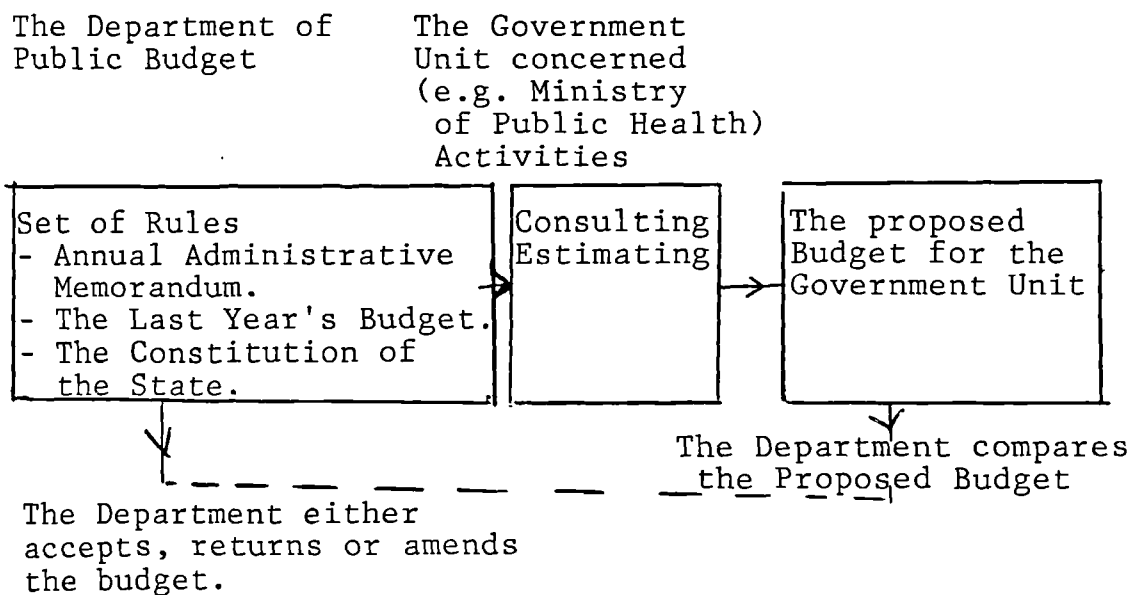 The Department of
Public Budget
The Government
Unit concerned
(e.g. Ministry
of Public Health)
Activities
Set of Rules
- Annual Administrative
Memorandum.
- The Last Year's Budget.
- The Constitution of
the State.
Consulting
Estimating
The proposed
Budget for the
Government Unit
The Department compares
the Proposed Budget
The Department either
accepts, returns or amends
the budget.